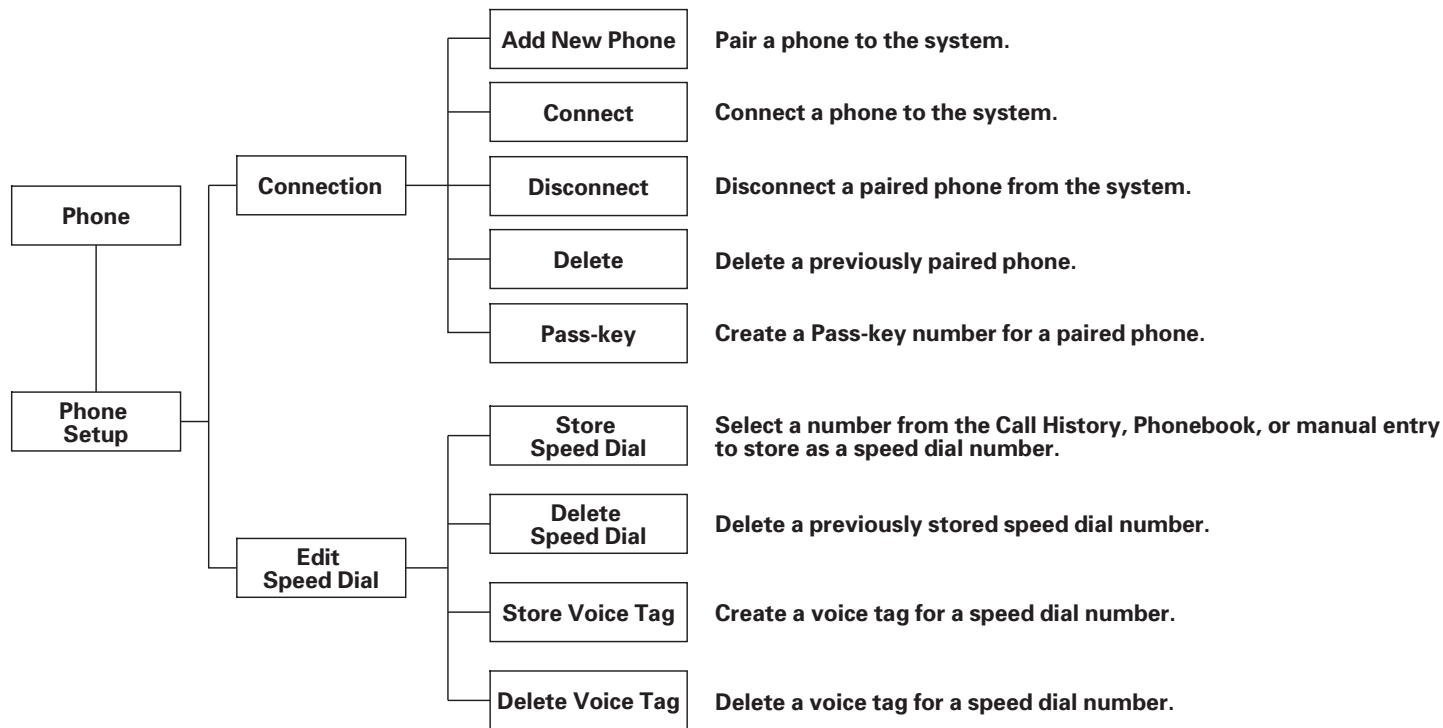 Add New Phone
Pair a phone to the system.
Connect
Connect a phone to the system.
Connection
Disconnect
Disconnect a paired phone from the system.
Phone
Delete
Delete a previously paired phone.
Pass-key
Create a Pass-key number for a paired phone.
Phone
Setup
Store
Speed Dial
Select a number from the Call History, Phonebook, or manual entry
to store as a speed dial number.
Delete
Speed Dial
Delete a previously stored speed dial number.
Edit
Speed Dial
Store Voice Tag
Create a voice tag for a speed dial number.
Delete Voice Tag
Delete a voice tag for a speed dial number.